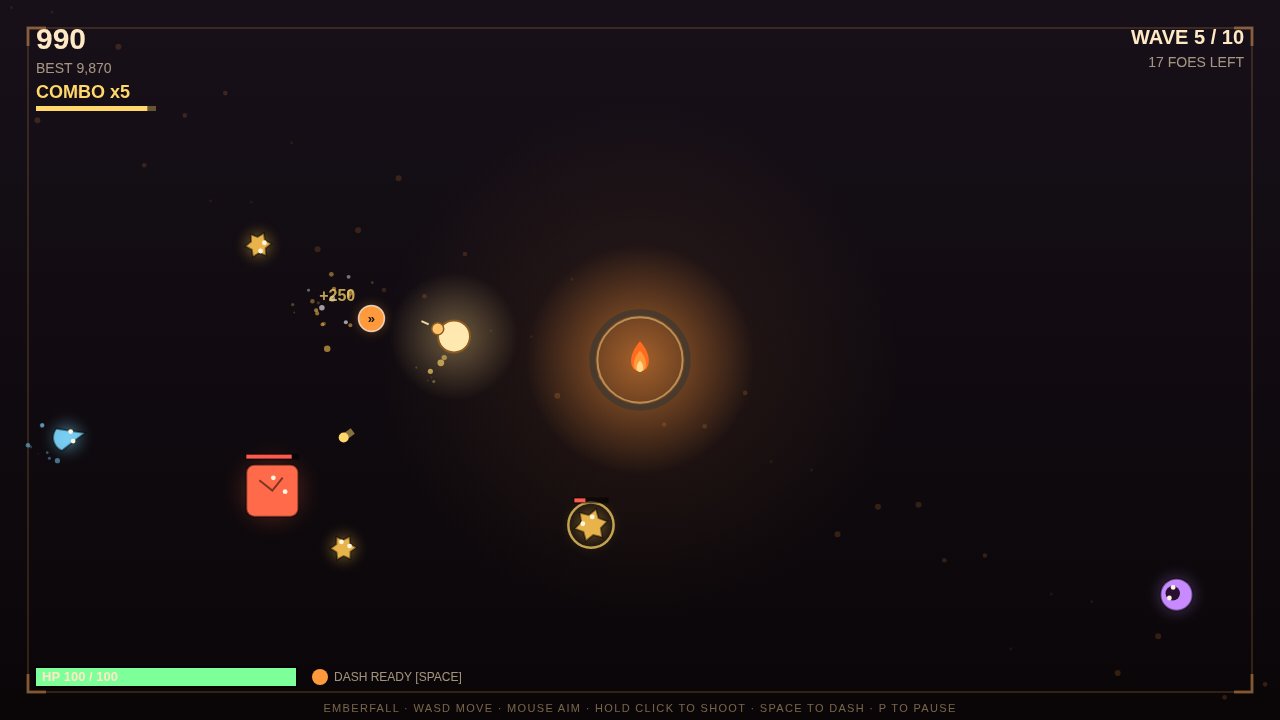 990
BEST 9,870
COMBO x5
WAVE 5 / 10
17 FOES LEFT
+250
»
HP 100 / 100
DASH READY [SPACE]
EMBERFALL · WASD MOVE · MOUSE AIM · HOLD CLICK TO SHOOT · SPACE TO DASH · P TO PAUSE